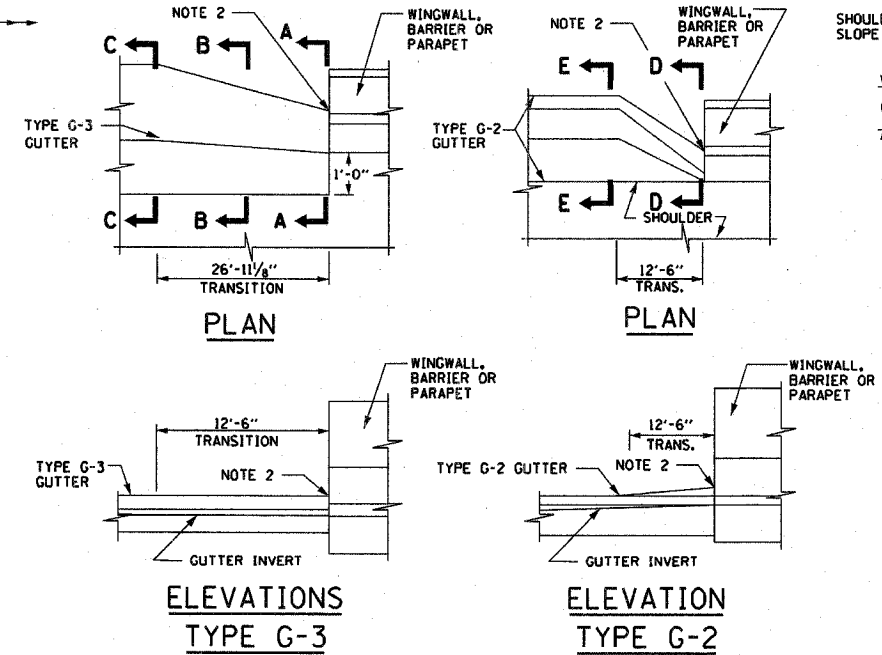 NOTE 2
WINGWALL,
BARRIER OR
PARAPET
C
B
A
TYPE G-3
GUTTER
1'-0"
C
B
A
26'-11⅛"
TRANSITION
PLAN
NOTE 2
WINGWALL,
BARRIER OR
PARAPET
E
D
TYPE G-2
GUTTER
E
D
SHOULDER
12'-6"
TRANS.
PLAN
SLOPE
WINGWALL,
BARRIER OR
PARAPET
12'-6"
TRANSITION
TYPE G-3
GUTTER
NOTE 2
GUTTER INVERT
ELEVATIONS
TYPE G-3
WINGWALL,
BARRIER OR
PARAPET
12'-6"
TRANS.
TYPE G-2 GUTTER
NOTE 2
GUTTER INVERT
ELEVATION
TYPE G-2